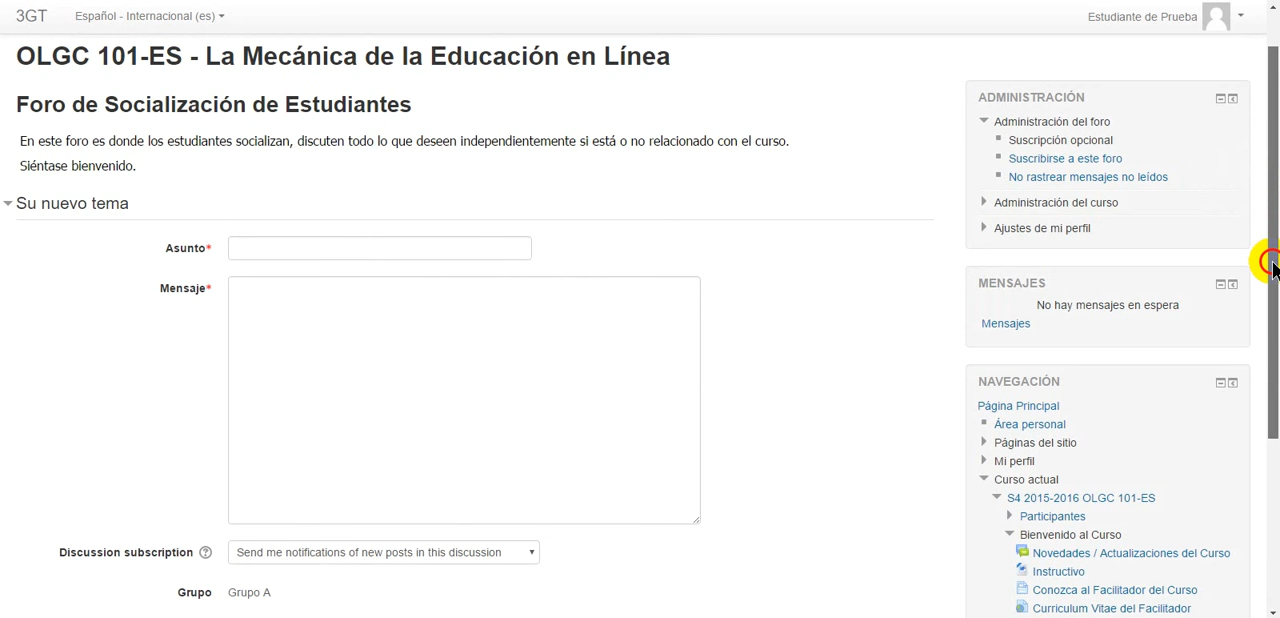 3GT
Español - Internacional (es)
Estudiante de Prueba
OLGC 101-ES - La Mecánica de la Educación en Línea
Foro de Socialización de Estudiantes
En este foro es donde los estudiantes socializan, discuten todo lo que deseen independientemente si está o no relacionado con el curso.
Siéntase bienvenido.
Su nuevo tema
Asunto*
Mensaje*
Discussion subscription
Send me notifications of new posts in this discussion
Grupo
Grupo A
ADMINISTRACIÓN
Administración del foro
Suscripción opcional
Suscribirse a este foro
No rastrear mensajes no leídos
Administración del curso
Ajustes de mi perfil
MENSAJES
No hay mensajes en espera
Mensajes
NAVEGACIÓN
Página Principal
Área personal
Páginas del sitio
Mi perfil
Curso actual
S4 2015-2016 OLGC 101-ES
Participantes
Bienvenido al Curso
Novedades / Actualizaciones del Curso
Instructivo
Conozca al Facilitador del Curso
Curriculum Vitae del Facilitador